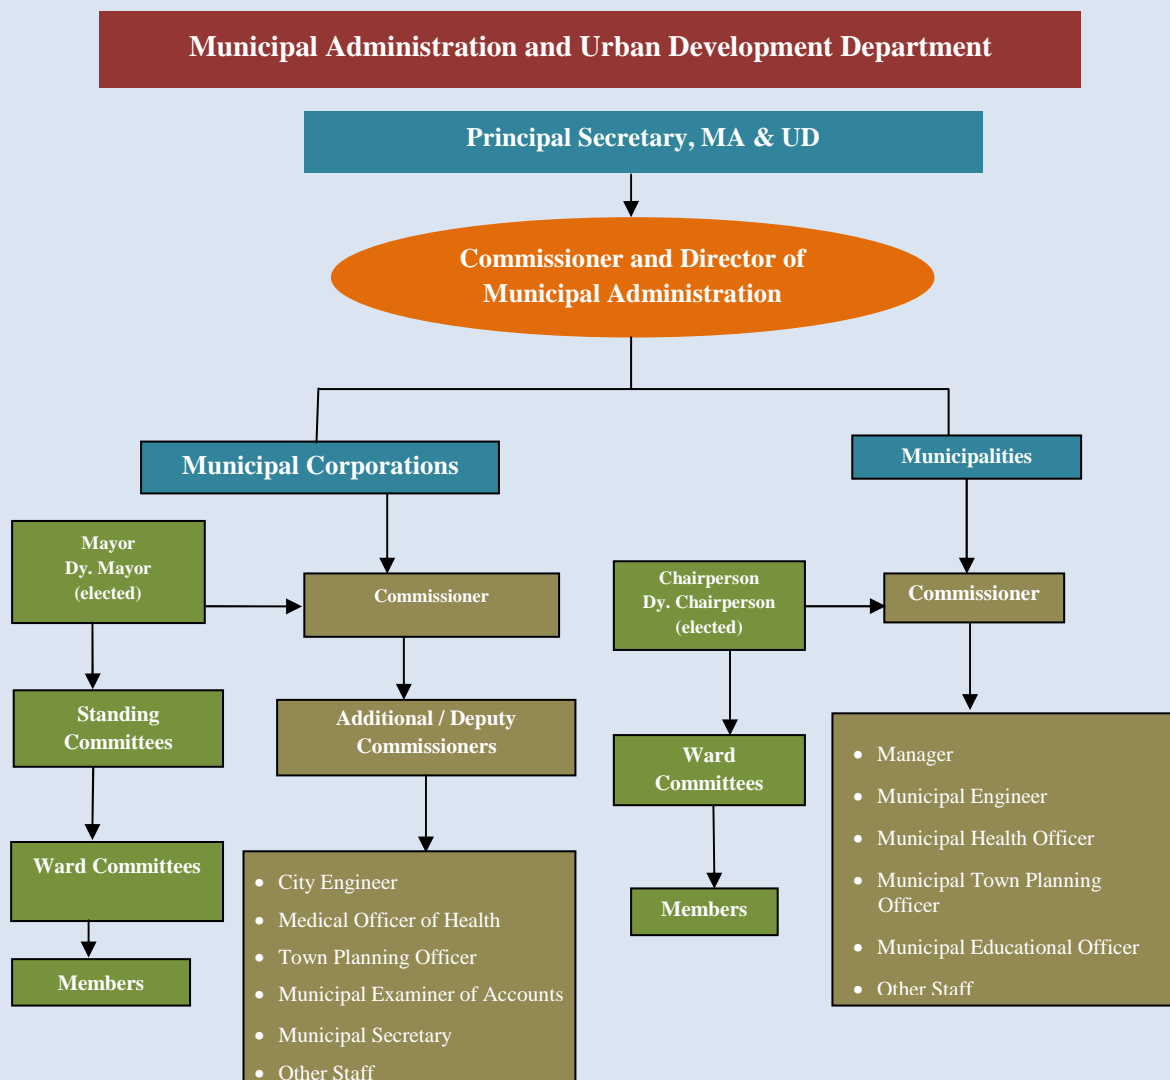 Municipal Administration and Urban Development Department
Principal Secretary, MA & UD
Commissioner and Director of
Municipal Administration
Municipal Corporations
Municipalities
Mayor
Dy. Mayor
(elected)
Commissioner
Chairperson
Dy. Chairperson
(elected)
Commissioner
Standing
Committees
Additional / Deputy
Commissioners
Ward
Committees
• Manager
• Municipal Engineer
• Municipal Health Officer
• Municipal Town Planning
Officer
• Municipal Educational Officer
• Other Staff
Ward Committees
Members
• City Engineer
• Medical Officer of Health
• Town Planning Officer
• Municipal Examiner of Accounts
• Municipal Secretary
• Other Staff
Members